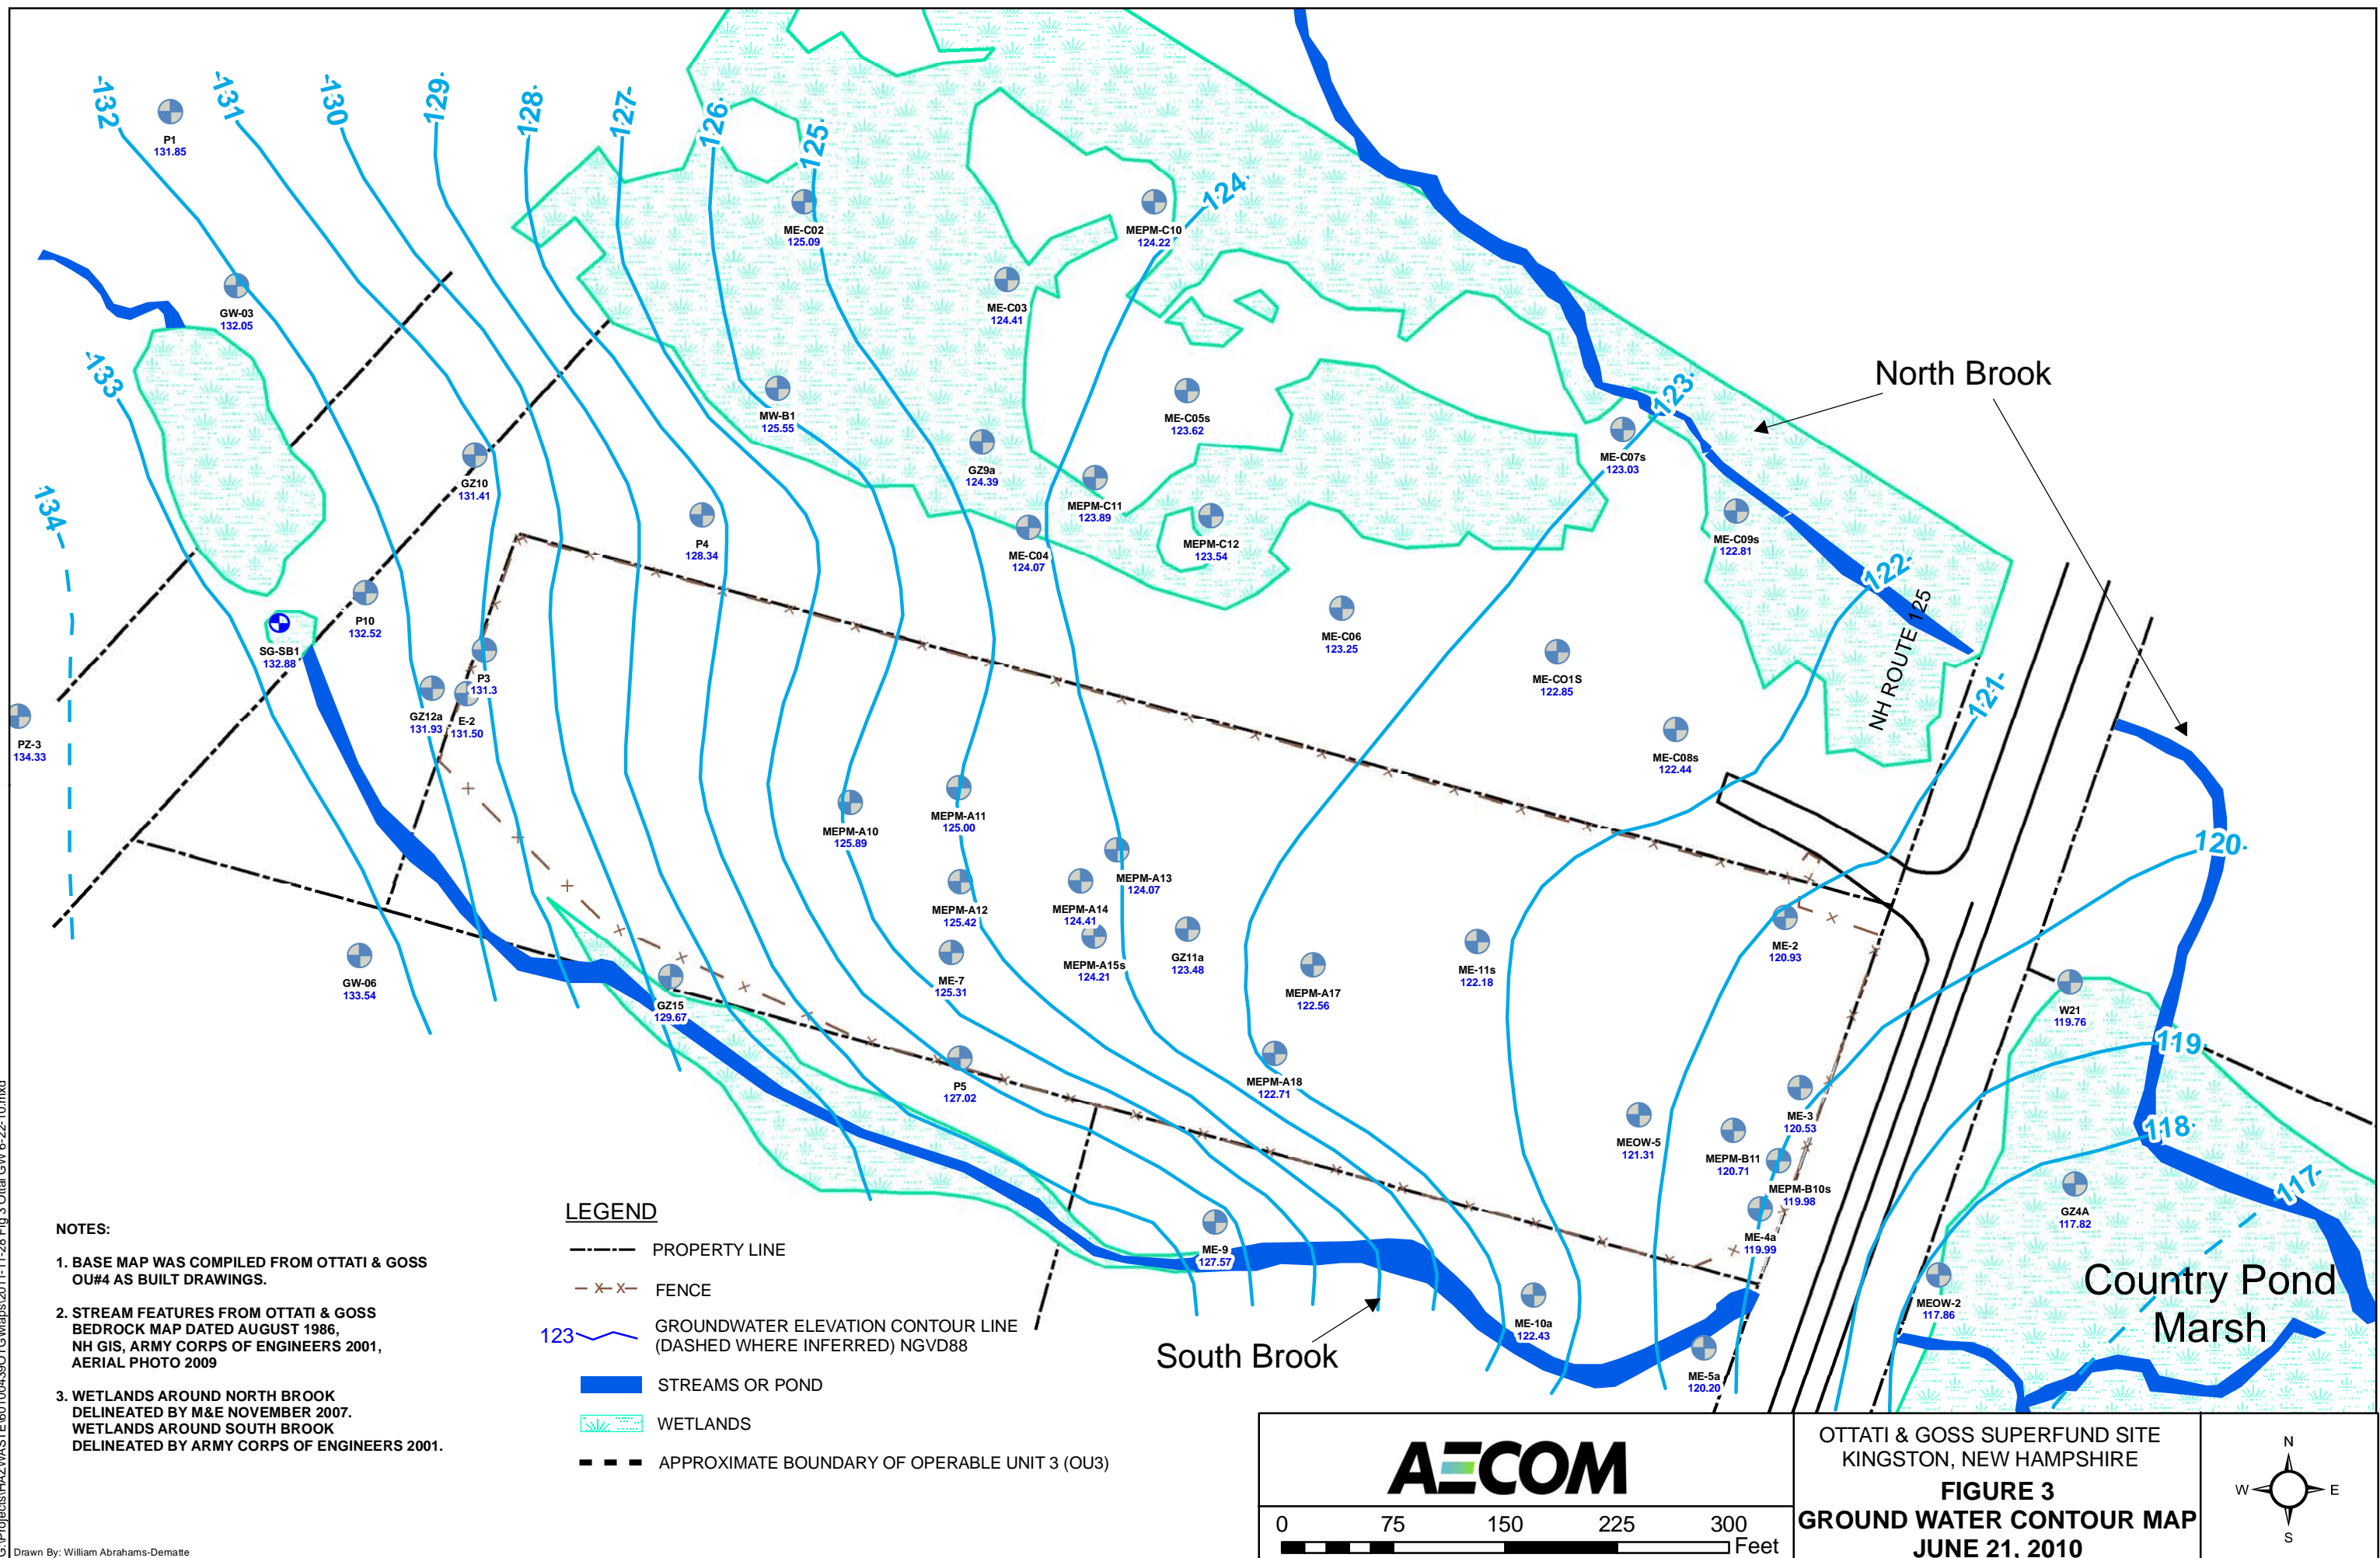 -132
-131
-130
129-
128-
127-
126-
125-
124-
-133
-134
123-
122-
121-
120-
119
118-
117-
P1
131.85
GW-03
132.05
ME-C02
125.09
MEPM-C10
124.22
ME-C03
124.41
MW-B1
125.55
ME-C05s
123.62
North Brook
ME-C07s
123.03
GZ10
131.41
GZ9a
124.39
MEPM-C11
123.89
P4
128.34
ME-C04
124.07
MEPM-C12
123.54
ME-C09s
122.81
P10
132.52
SG-SB1
132.88
ME-C06
123.25
ME-CO1S
122.85
NH ROUTE 125
P3
131.3
GZ12a
131.93
E-2
131.50
PZ-3
134.33
ME-C08s
122.44
MEPM-A10
125.89
MEPM-A11
125.00
MEPM-A13
124.07
MEPM-A12
125.42
MEPM-A14
124.41
ME-2
120.93
MEPM-A15s
124.21
GZ11a
123.48
ME-7
125.31
MEPM-A17
122.56
ME-11s
122.18
GW-06
133.54
GZ15
129.67
W21
119.76
P5
127.02
MEPM-A18
122.71
ME-3
120.53
MEOW-5
121.31
MEPM-B11
120.71
MEPM-B10s
119.98
GZ4A
117.82
ME-4a
119.99
ME-9
127.57
MEOW-2
117.86
ME-10a
122.43
ME-5a
120.20
South Brook
Country Pond
Marsh
NOTES:
1. BASE MAP WAS COMPILED FROM OTTATI & GOSS
OU#4 AS BUILT DRAWINGS.
2. STREAM FEATURES FROM OTTATI & GOSS
BEDROCK MAP DATED AUGUST 1986,
NH GIS, ARMY CORPS OF ENGINEERS 2001,
AERIAL PHOTO 2009
3. WETLANDS AROUND NORTH BROOK
DELINEATED BY M&E NOVEMBER 2007.
WETLANDS AROUND SOUTH BROOK
DELINEATED BY ARMY CORPS OF ENGINEERS 2001.
LEGEND
PROPERTY LINE
FENCE
123
GROUNDWATER ELEVATION CONTOUR LINE
(DASHED WHERE INFERRED) NGVD88
STREAMS OR POND
WETLANDS
APPROXIMATE BOUNDARY OF OPERABLE UNIT 3 (OU3)
AECOM
0 75 150 225 300
Feet
OTTATI & GOSS SUPERFUND SITE
KINGSTON, NEW HAMPSHIRE
FIGURE 3
GROUND WATER CONTOUR MAP
JUNE 21, 2010
N
W E
S
Drawn By: William Abrahams-Dematte